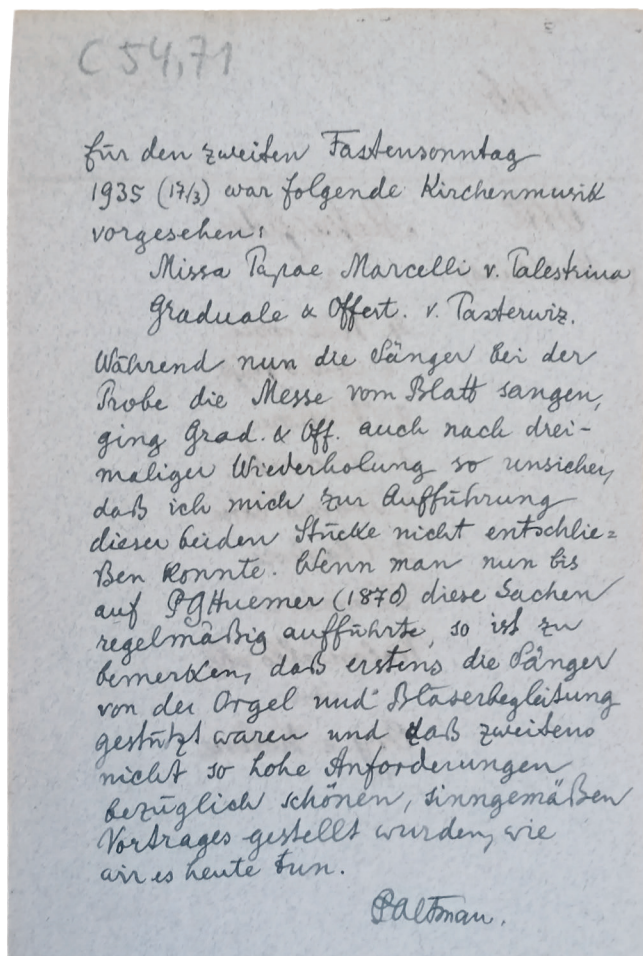 C 54,71
für den zweiten Fastensonntag
1935 (17/3) war folgende Kirchenmusik
vorgesehen:
Missa Papae Marcelli v. Palestrina
Graduale & Offert. v. Pasterwiz.
Während nun die Sänger bei der
Probe die Messe vom Blatt sangen,
ging Grad. & Off. auch nach drei-
maliger Wiederholung so unsicher,
daß ich mich zur Aufführung
dieser beiden Stücke nicht entschlie=
ßen konnte. Wenn man nun bis
auf PGHuemer (1876) diese Sachen
regelmäßig aufführte, so ist zu
bemerken, daß erstens die Sänger
von der Orgel und Bläserbegleitung
gestützt waren und daß zweitens
nicht so hohe Anforderungen
bezüglich schönen, sinngemäßen
Vortrages gestellt wurden, wie
wir es heute tun.
PAltman.